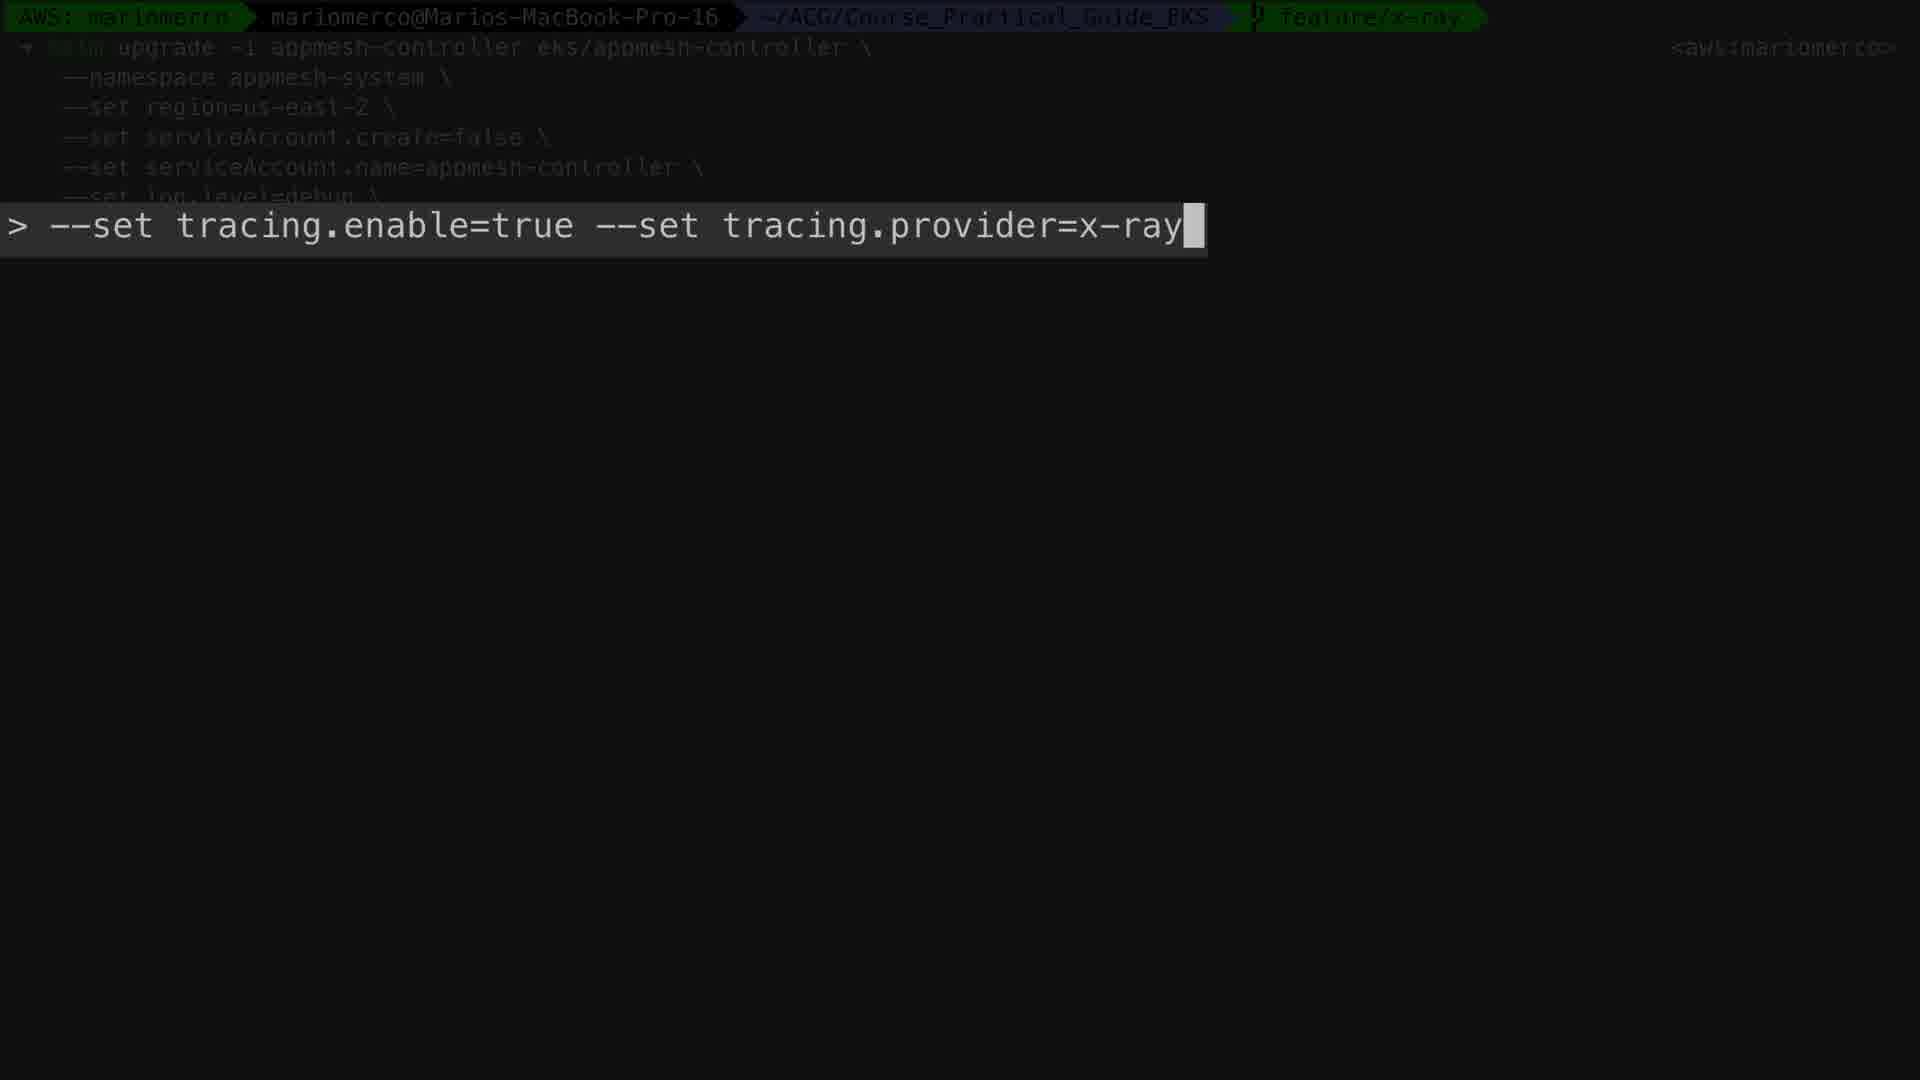 AWS: mariomerco mariomerco@Marios-MacBook-Pro-16 ~/ACG/Course_Practical_Guide_EKS feature/x-ray
➜ helm upgrade -i appmesh-controller eks/appmesh-controller \ <aws:mariomerco>
--namespace appmesh-system \
--set region=us-east-2 \
--set serviceAccount.create=false \
--set serviceAccount.name=appmesh-controller \
--set log.level=debug \
> --set tracing.enable=true --set tracing.provider=x-ray